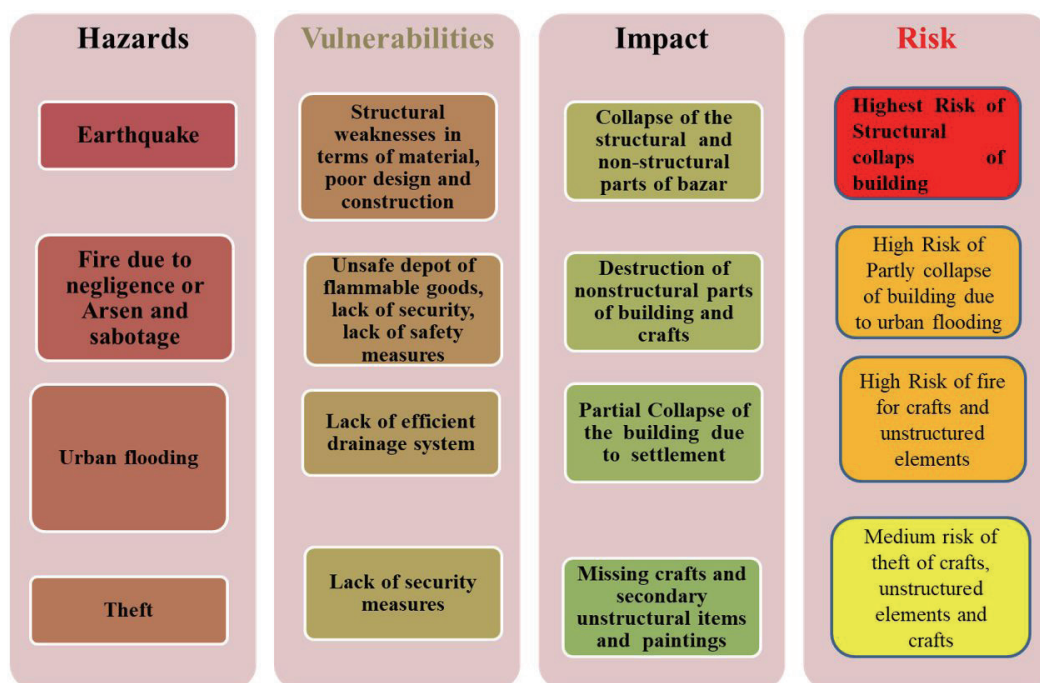 Hazards
Earthquake
Fire due to
negligence or
Arsen and
sabotage
Urban flooding
Theft
Vulnerabilities
Structural
weaknesses in
terms of material,
poor design and
construction
Unsafe depot of
flammable goods,
lack of security,
lack of safety
measures
Lack of efficient
drainage system
Lack of security
measures
Impact
Collapse of the
structural and
non-structural
parts of bazar
Destruction of
nonstructural parts
of building and
crafts
Partial Collapse of
the building due
to settlement
Missing crafts and
secondary
unstructural items
and paintings
Risk
Highest Risk of
Structural
collaps of
building
High Risk of
Partly collapse
of building due
to urban flooding
High Risk of fire
for crafts and
unstructured
elements
Medium risk of
theft of crafts,
unstructured
elements and
crafts